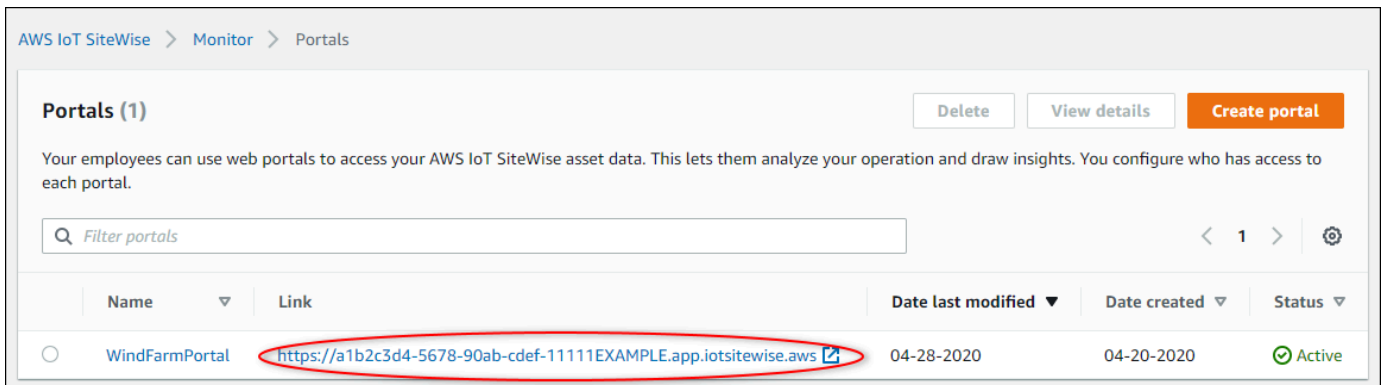 AWS IoT SiteWise > Monitor > Portals
Portals (1)
Delete
View details
Create portal
Your employees can use web portals to access your AWS IoT SiteWise asset data. This lets them analyze your operation and draw insights. You configure who has access to
each portal.
Filter portals
1
Name Link Date last modified Date created Status
WindFarmPortal https://a1b2c3d4-5678-90ab-cdef-11111EXAMPLE.app.iotsitewise.aws 04-28-2020 04-20-2020 Active